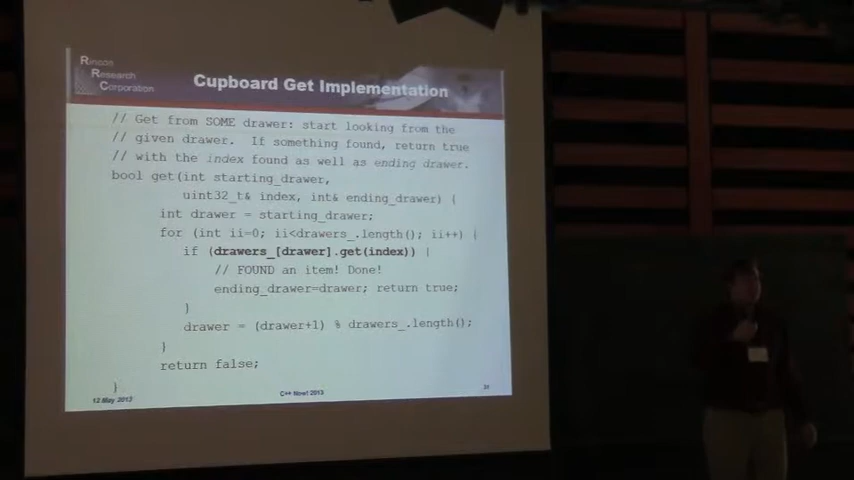 Rincon
Research
Corporation
Cupboard Get Implementation
// Get from SOME drawer: start looking from the
// given drawer. If something found, return true
// with the index found as well as ending drawer.
bool get(int starting_drawer,
uint32_t& index, int& ending_drawer) {
int drawer = starting_drawer;
for (int ii=0; ii<drawers_.length(); ii++) {
if (drawers_[drawer].get(index)) {
// FOUND an item! Done!
ending_drawer=drawer; return true;
}
drawer = (drawer+1) % drawers_.length();
}
return false;
}
12 May 2013
C++ Now! 2013